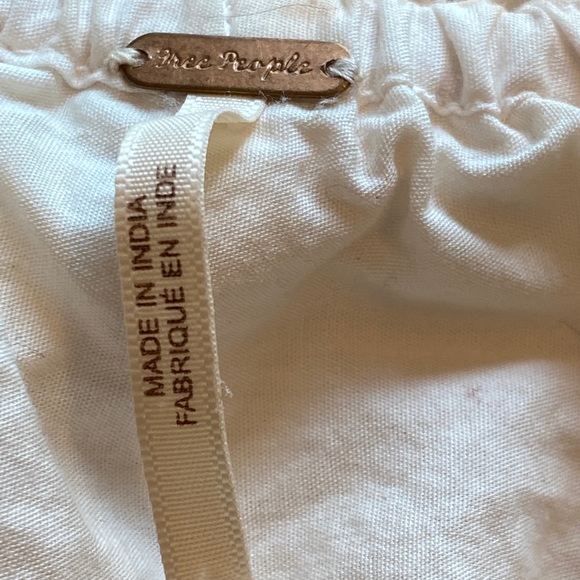 Free People
MADE IN INDIA
FABRIQUÉ EN INDE